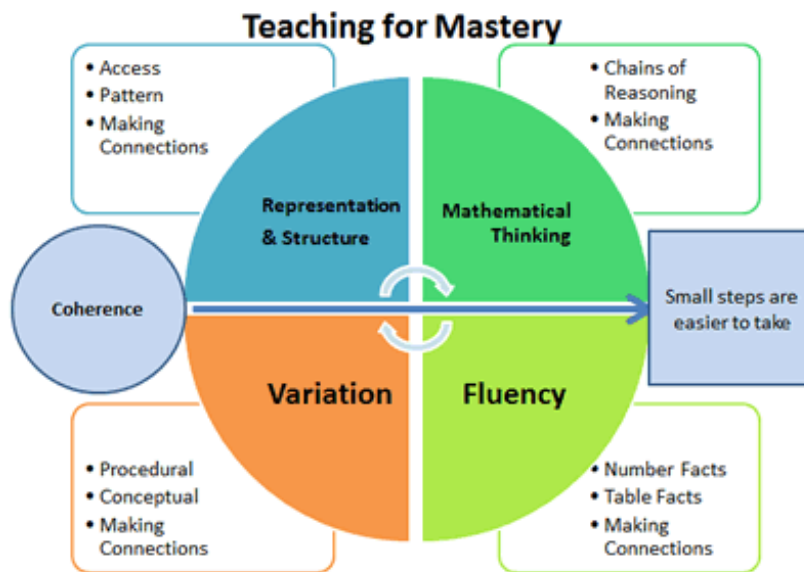 Teaching for Mastery
• Access
• Pattern
• Making
Connections
• Chains of
Reasoning
• Making
Connections
Representation
& Structure
Mathematical
Thinking
Coherence
Small steps are
easier to take
Variation
Fluency
• Procedural
• Conceptual
• Making
Connections
• Number Facts
• Table Facts
• Making
Connections